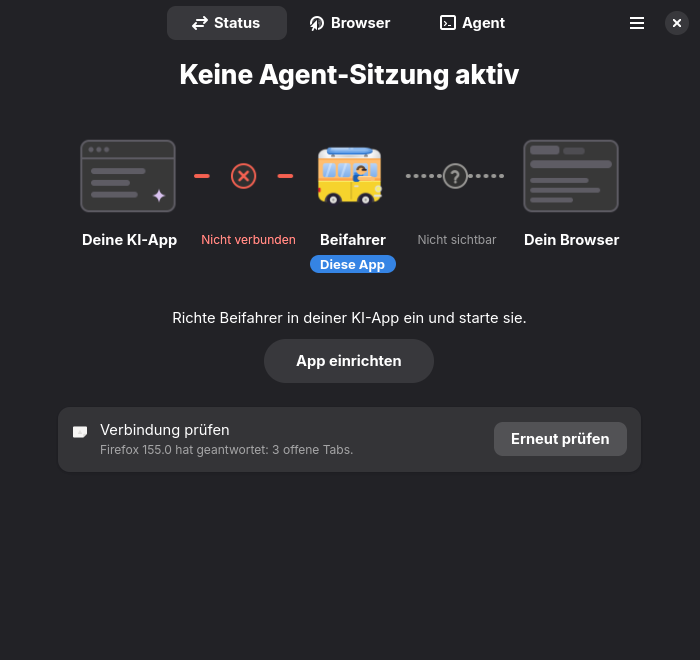 Status
Browser
Agent
Keine Agent-Sitzung aktiv
Deine KI-App
Nicht verbunden
Beifahrer
Nicht sichtbar
Dein Browser
Diese App
Richte Beifahrer in deiner KI-App ein und starte sie.
App einrichten
Verbindung prüfen
Firefox 155.0 hat geantwortet: 3 offene Tabs.
Erneut prüfen